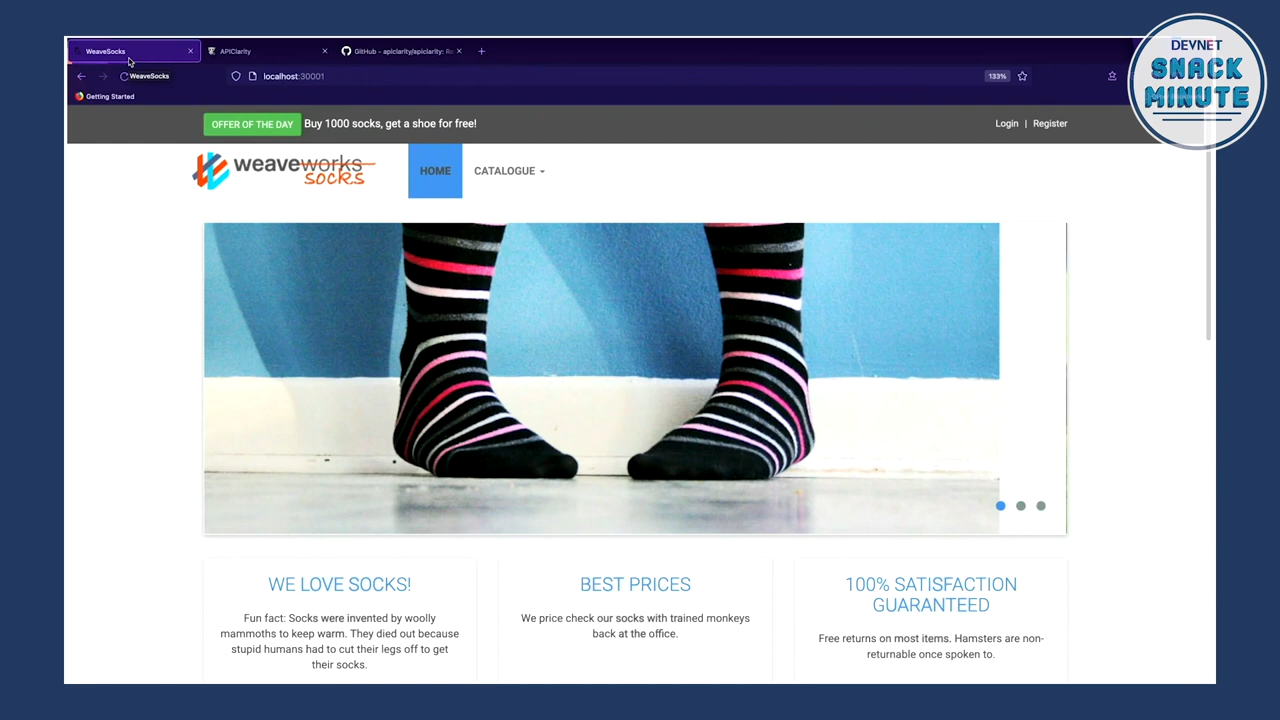 WeaveSocks
APIClarity
GitHub - apiclarity/apiclarity: Re
WeaveSocks
localhost:30001
133%
Getting Started
DEVNET
SNACK
MINUTE
OFFER OF THE DAY
Buy 1000 socks, get a shoe for free!
Login | Register
weaveworks
socks
HOME
CATALOGUE
WE LOVE SOCKS!
Fun fact: Socks were invented by woolly
mammoths to keep warm. They died out because
stupid humans had to cut their legs off to get
their socks.
BEST PRICES
We price check our socks with trained monkeys
back at the office.
100% SATISFACTION
GUARANTEED
Free returns on most items. Hamsters are non-
returnable once spoken to.